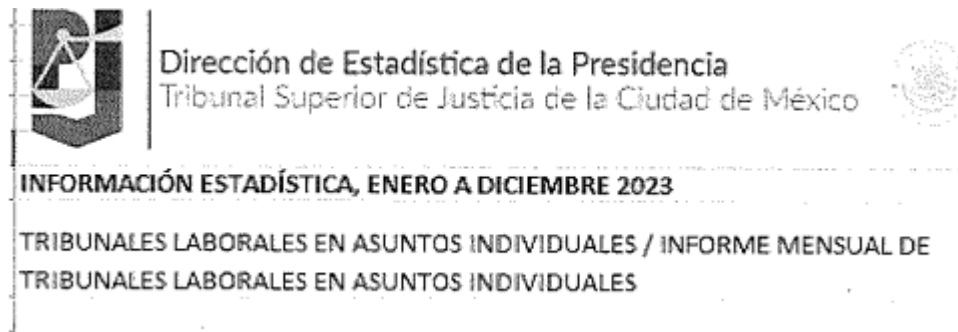 Dirección de Estadística de la Presidencia
Tribunal Superior de Justicia de la Ciudad de México
INFORMACIÓN ESTADÍSTICA, ENERO A DICIEMBRE 2023
TRIBUNALES LABORALES EN ASUNTOS INDIVIDUALES / INFORME MENSUAL DE
TRIBUNALES LABORALES EN ASUNTOS INDIVIDUALES